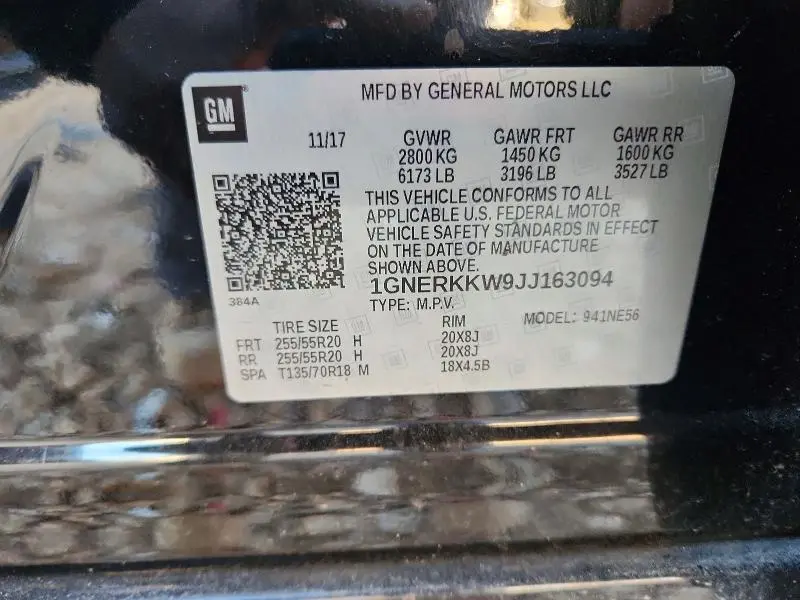 GM
MFD BY GENERAL MOTORS LLC
11/17 GVWR GAWR FRT GAWR RR
2800 KG 1450 KG 1600 KG
6173 LB 3196 LB 3527 LB
THIS VEHICLE CONFORMS TO ALL
APPLICABLE U.S. FEDERAL MOTOR
VEHICLE SAFETY STANDARDS IN EFFECT
ON THE DATE OF MANUFACTURE
SHOWN ABOVE.
384A
1GNERKKW9JJ163094
TYPE: M.P.V.
TIRE SIZE RIM MODEL: 941NE56
FRT 255/55R20 H 20X8J
RR 255/55R20 H 20X8J
SPA T135/70R18 M 18X4.5B